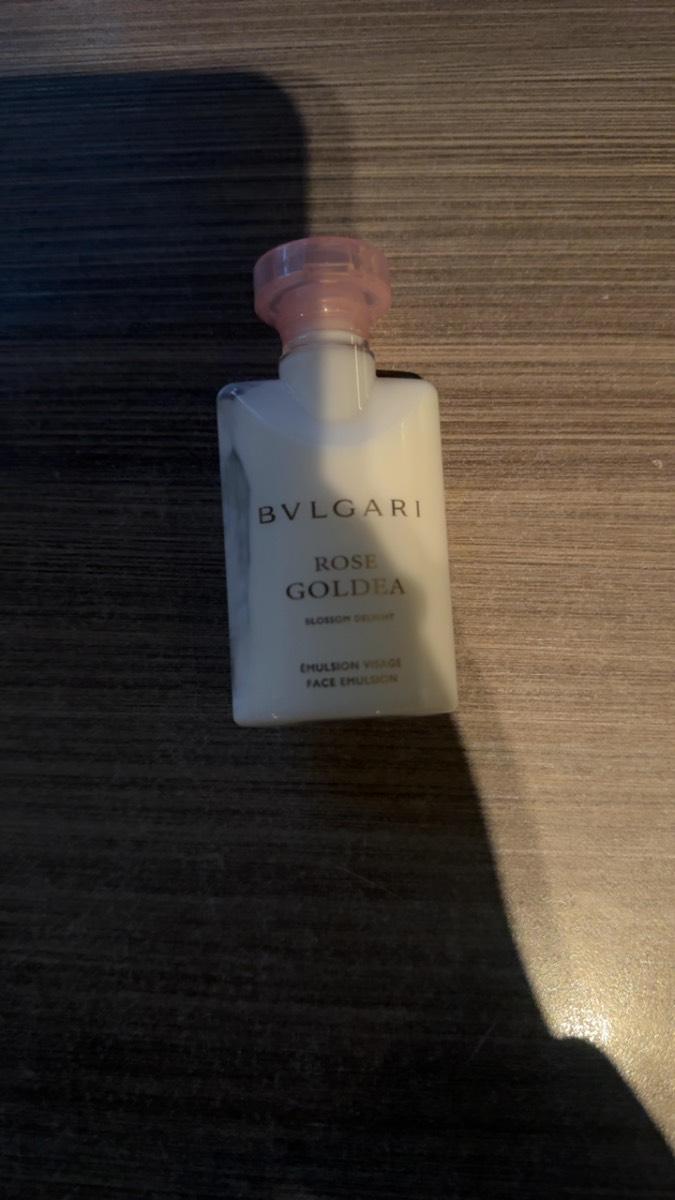 BVLGARI
ROSE
GOLDEA
BLOSSOM DELIGHT
ÉMULSION VISAGE
FACE EMULSION